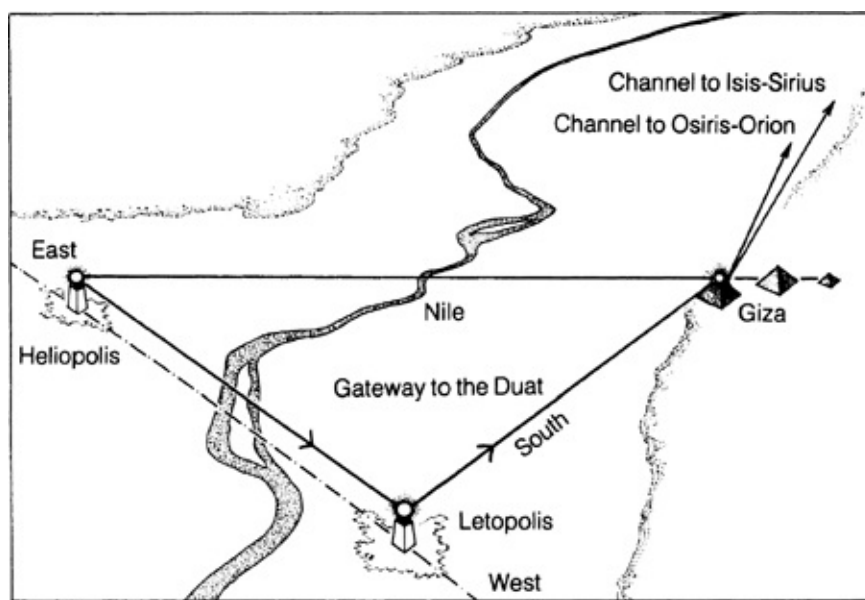 Channel to Isis-Sirius
Channel to Osiris-Orion
East
Nile
Giza
Heliopolis
Gateway to the Duat
South
Letopolis
West